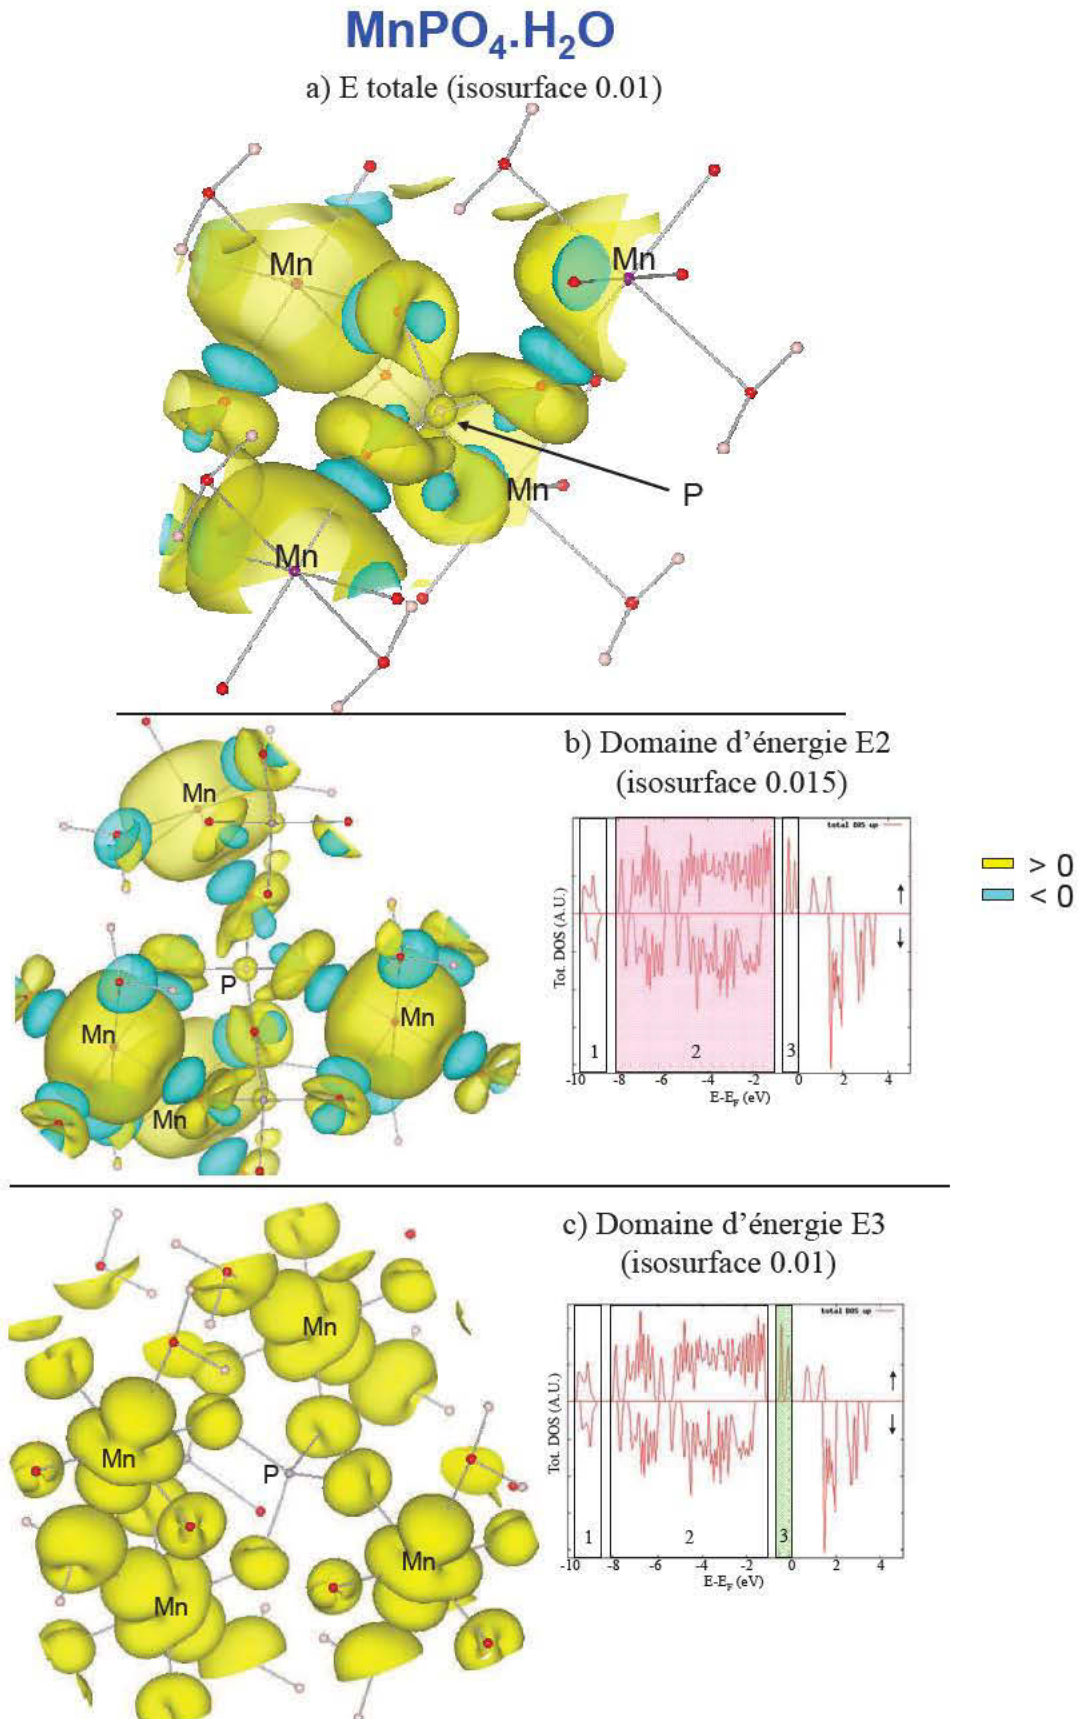 MnPO₄.H₂O
a) E totale (isosurface 0.01)
Mn
Mn
Mn
P
Mn
b) Domaine d’énergie E2
(isosurface 0.015)
Mn
total DOS up
> 0
< 0
Tot. DOS (A.U.)
P
Mn
Mn
Mn
1
2
3
-10 -8 -6 -4 -2 0 2 4
E-E_F (eV)
c) Domaine d’énergie E3
(isosurface 0.01)
total DOS up
Mn
Tot. DOS (A.U.)
Mn
P
Mn
Mn
1
2
3
-10 -8 -6 -4 -2 0 2 4
E-E_F (eV)